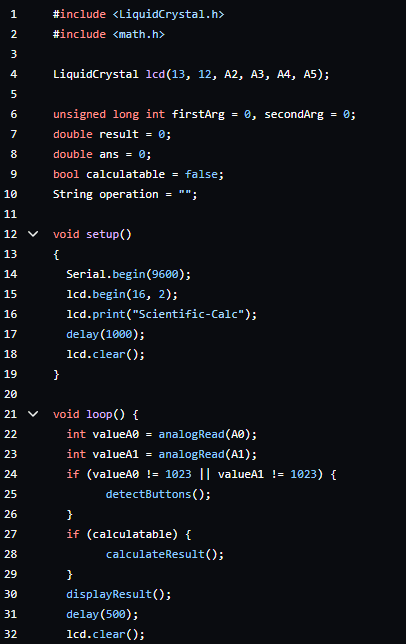 1 #include <LiquidCrystal.h>
2 #include <math.h>
3
4 LiquidCrystal lcd(13, 12, A2, A3, A4, A5);
5
6 unsigned long int firstArg = 0, secondArg = 0;
7 double result = 0;
8 double ans = 0;
9 bool calculatable = false;
10 String operation = "";
11
12 void setup()
13 {
14   Serial.begin(9600);
15   lcd.begin(16, 2);
16   lcd.print("Scientific-Calc");
17   delay(1000);
18   lcd.clear();
19 }
20
21 void loop() {
22   int valueA0 = analogRead(A0);
23   int valueA1 = analogRead(A1);
24   if (valueA0 != 1023 || valueA1 != 1023) {
25         detectButtons();
26   }
27   if (calculatable) {
28         calculateResult();
29   }
30   displayResult();
31   delay(500);
32   lcd.clear();